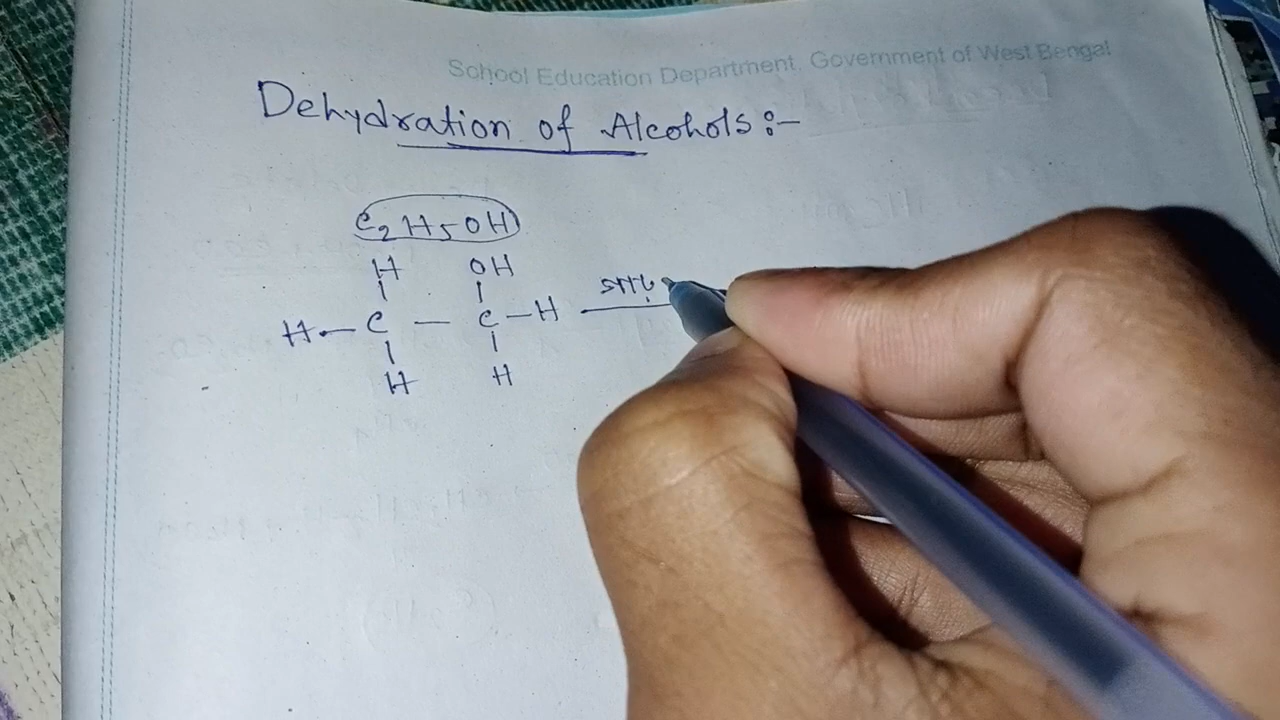 School Education Department, Government of West Bengal
Dehydration of Alcohols :-
C2H5OH
H OH
H - C - C - H
H H